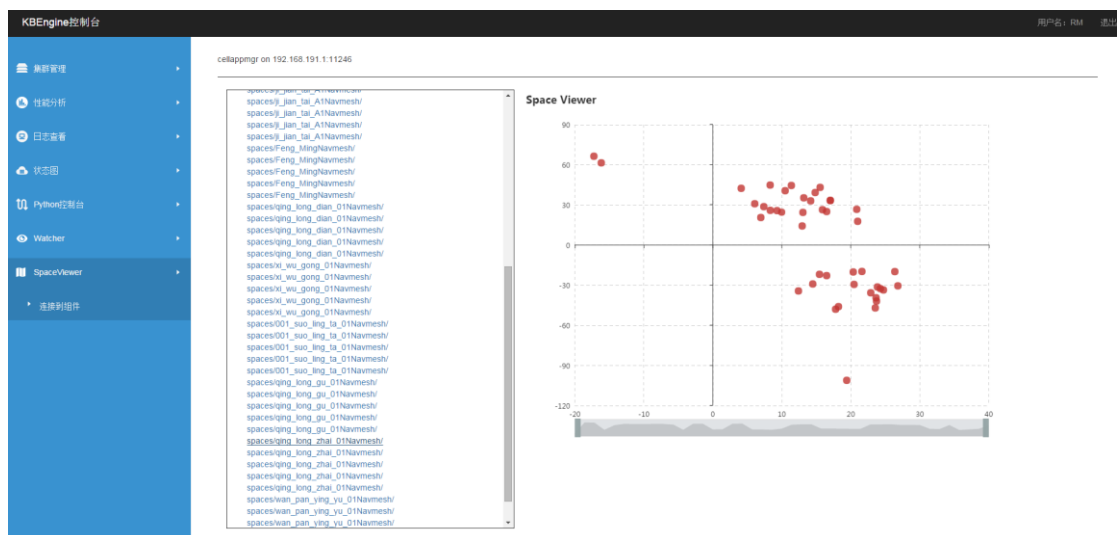 KBEngine控制台
用户名：RM 退出
集群管理
性能分析
日志查看
状态图
Python控制台
Watcher
SpaceViewer
连接到组件
cellappmgr on 192.168.191.1:11246
spaces/ji_jian_tai_A1Navmesh/
spaces/ji_jian_tai_A1Navmesh/
spaces/ji_jian_tai_A1Navmesh/
spaces/ji_jian_tai_A1Navmesh/
spaces/ji_jian_tai_A1Navmesh/
spaces/Feng_MingNavmesh/
spaces/Feng_MingNavmesh/
spaces/Feng_MingNavmesh/
spaces/Feng_MingNavmesh/
spaces/Feng_MingNavmesh/
spaces/qing_long_dian_01Navmesh/
spaces/qing_long_dian_01Navmesh/
spaces/qing_long_dian_01Navmesh/
spaces/qing_long_dian_01Navmesh/
spaces/qing_long_dian_01Navmesh/
spaces/xi_wu_gong_01Navmesh/
spaces/xi_wu_gong_01Navmesh/
spaces/xi_wu_gong_01Navmesh/
spaces/xi_wu_gong_01Navmesh/
spaces/xi_wu_gong_01Navmesh/
spaces/001_suo_ling_ta_01Navmesh/
spaces/001_suo_ling_ta_01Navmesh/
spaces/001_suo_ling_ta_01Navmesh/
spaces/001_suo_ling_ta_01Navmesh/
spaces/001_suo_ling_ta_01Navmesh/
spaces/qing_long_gu_01Navmesh/
spaces/qing_long_gu_01Navmesh/
spaces/qing_long_gu_01Navmesh/
spaces/qing_long_gu_01Navmesh/
spaces/qing_long_gu_01Navmesh/
spaces/qing_long_zhai_01Navmesh/
spaces/qing_long_zhai_01Navmesh/
spaces/qing_long_zhai_01Navmesh/
spaces/qing_long_zhai_01Navmesh/
spaces/qing_long_zhai_01Navmesh/
spaces/wan_pan_ying_yu_01Navmesh/
spaces/wan_pan_ying_yu_01Navmesh/
spaces/wan_pan_ying_yu_01Navmesh/
Space Viewer
90
60
30
0
-30
-60
-90
-120
-20 -10 0 10 20 30 40